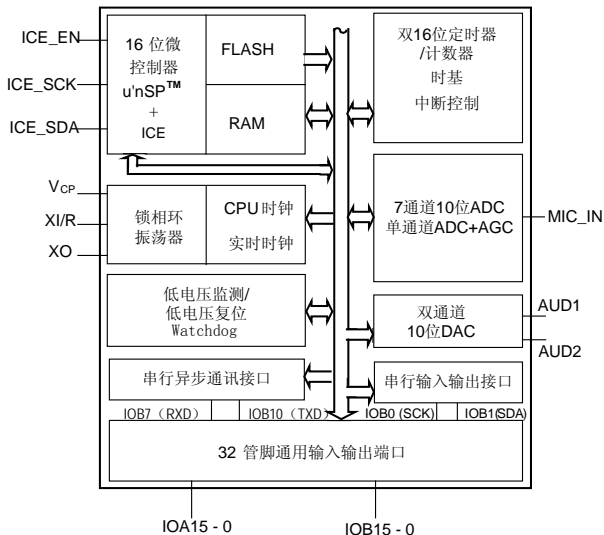 ICE_EN
ICE_SCK
ICE_SDA
16 位微
控制器
u'nSP™
+
ICE
FLASH
RAM
双16位定时器
/计数器
时基
中断控制
VCP
XI/R
XO
锁相环
振荡器
CPU 时钟
实时时钟
7通道10位ADC
单通道ADC+AGC
MIC_IN
低电压监测/
低电压复位
Watchdog
双通道
10位DAC
AUD1
AUD2
串行异步通讯接口
串行输入输出接口
IOB7（RXD） IOB10（TXD） IOB0 (SCK) IOB1(SDA)
32 管脚通用输入输出端口
IOA15 - 0
IOB15 - 0